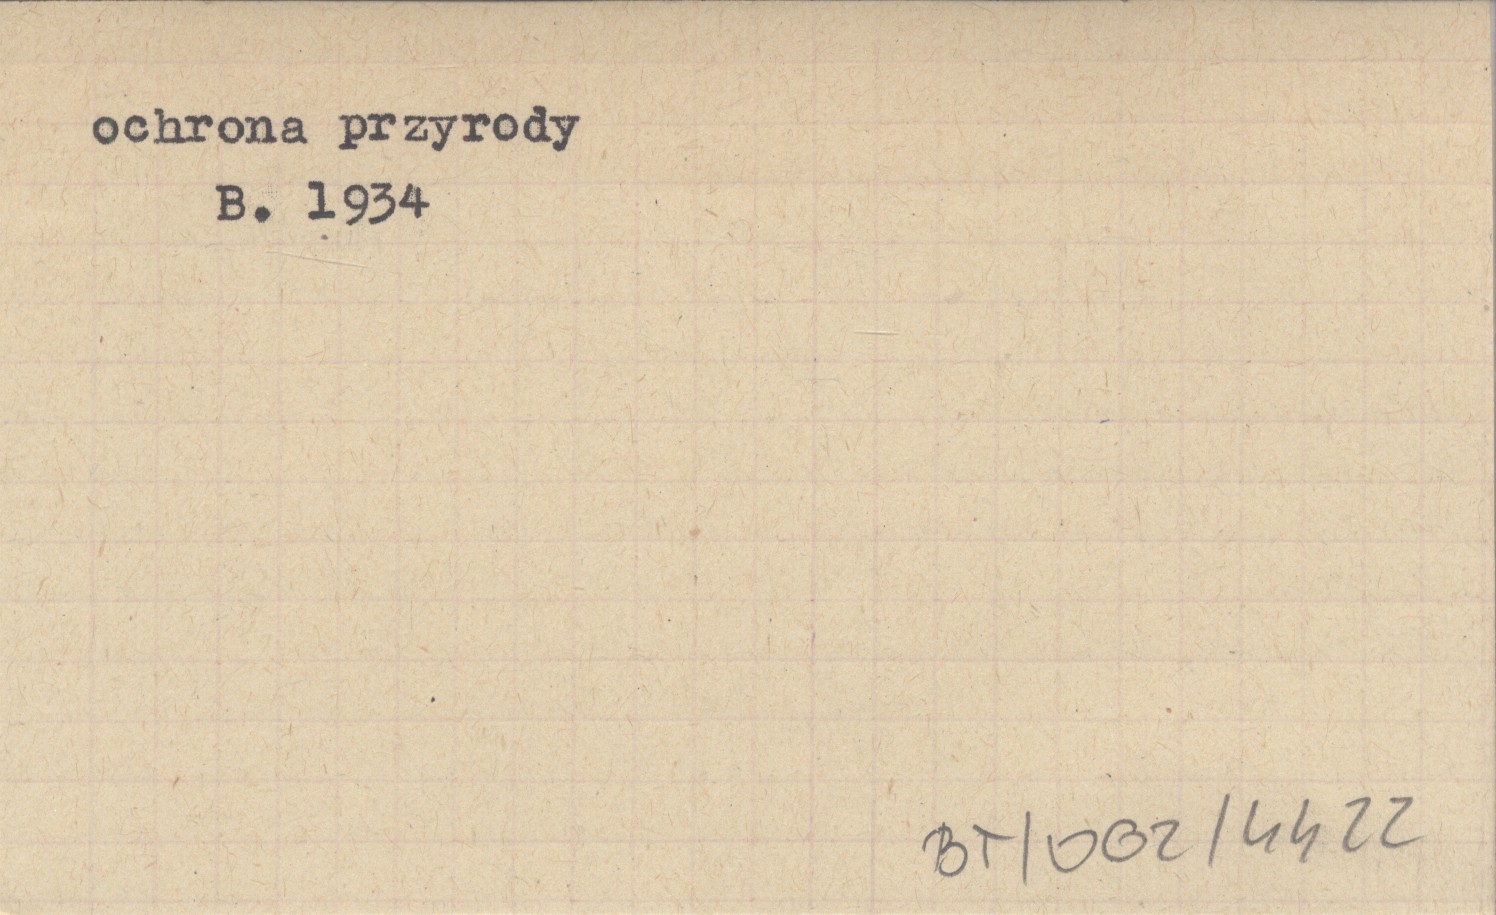 ochrona przyrody
B. 1934
BT/002/4422